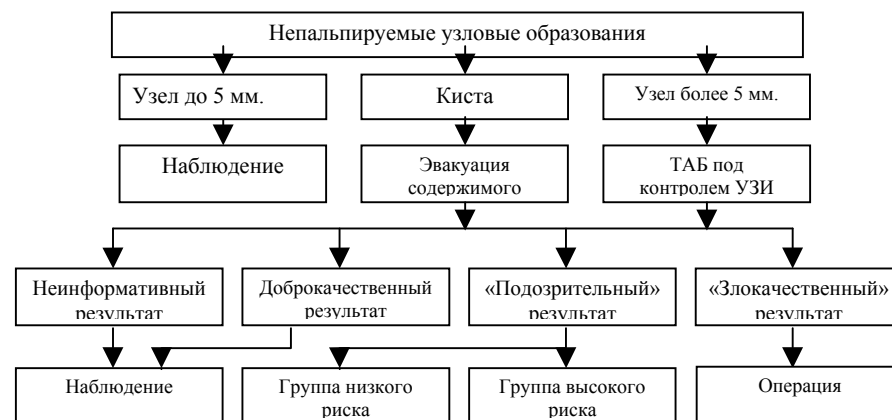 Непальпируемые узловые образования
Узел до 5 мм.
Киста
Узел более 5 мм.
Наблюдение
Эвакуация
содержимого
ТАБ под
контролем УЗИ
Неинформативный
результат
Доброкачественный
результат
«Подозрительный»
результат
«Злокачественный»
результат
Наблюдение
Группа низкого
риска
Группа высокого
риска
Операция